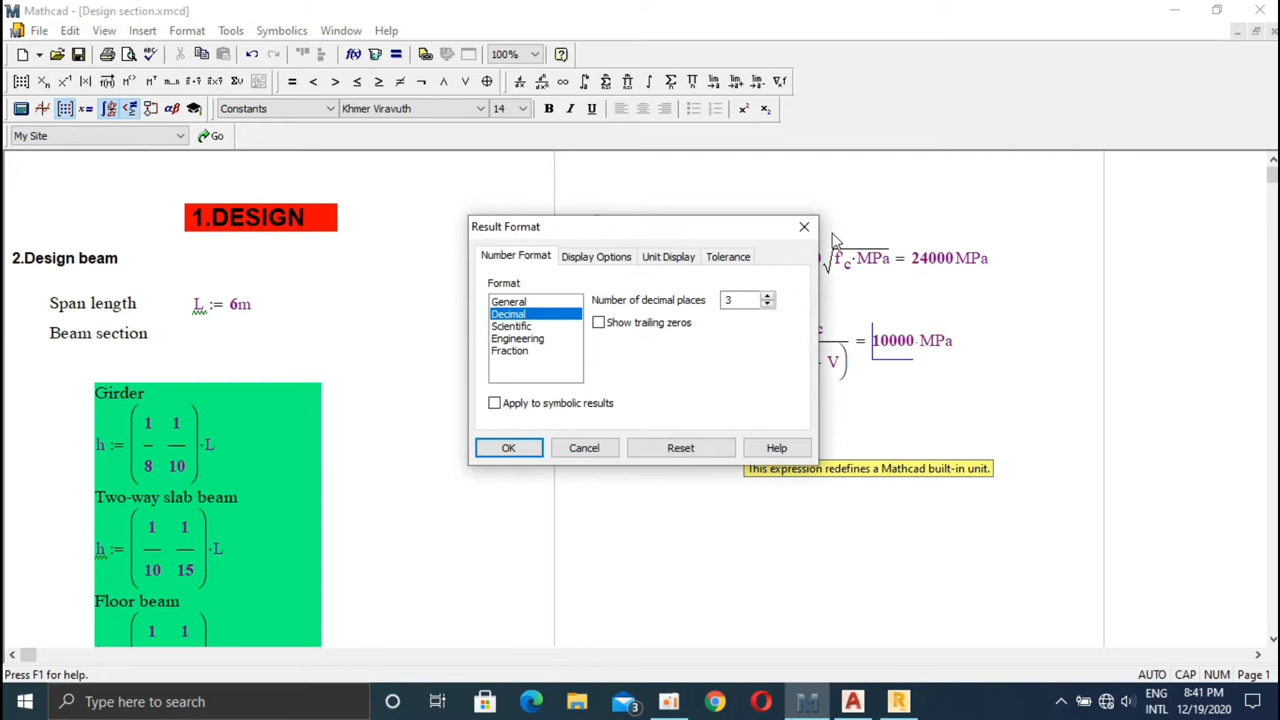 Mathcad - [Design section.xmcd]
File Edit View Insert Format Tools Symbolics Window Help
100%
Constants Khmer Viravuth 14 B I U
My Site Go
1.DESIGN
2.Design beam
Span length L := 6m
Beam section
Girder
h := (1/8 1/10)·L
Two-way slab beam
h := (1/10 1/15)·L
Floor beam
1 1
√f'c·MPa = 24000 MPa
c
V) = 10000·MPa
Result Format
Number Format Display Options Unit Display Tolerance
Format
General
Decimal
Scientific
Engineering
Fraction
Number of decimal places 3
Show trailing zeros
Apply to symbolic results
OK Cancel Reset Help
This expression redefines a Mathcad built-in unit.
Press F1 for help. AUTO CAP NUM Page 1
Type here to search
3
ENG
INTL
8:41 PM
12/19/2020